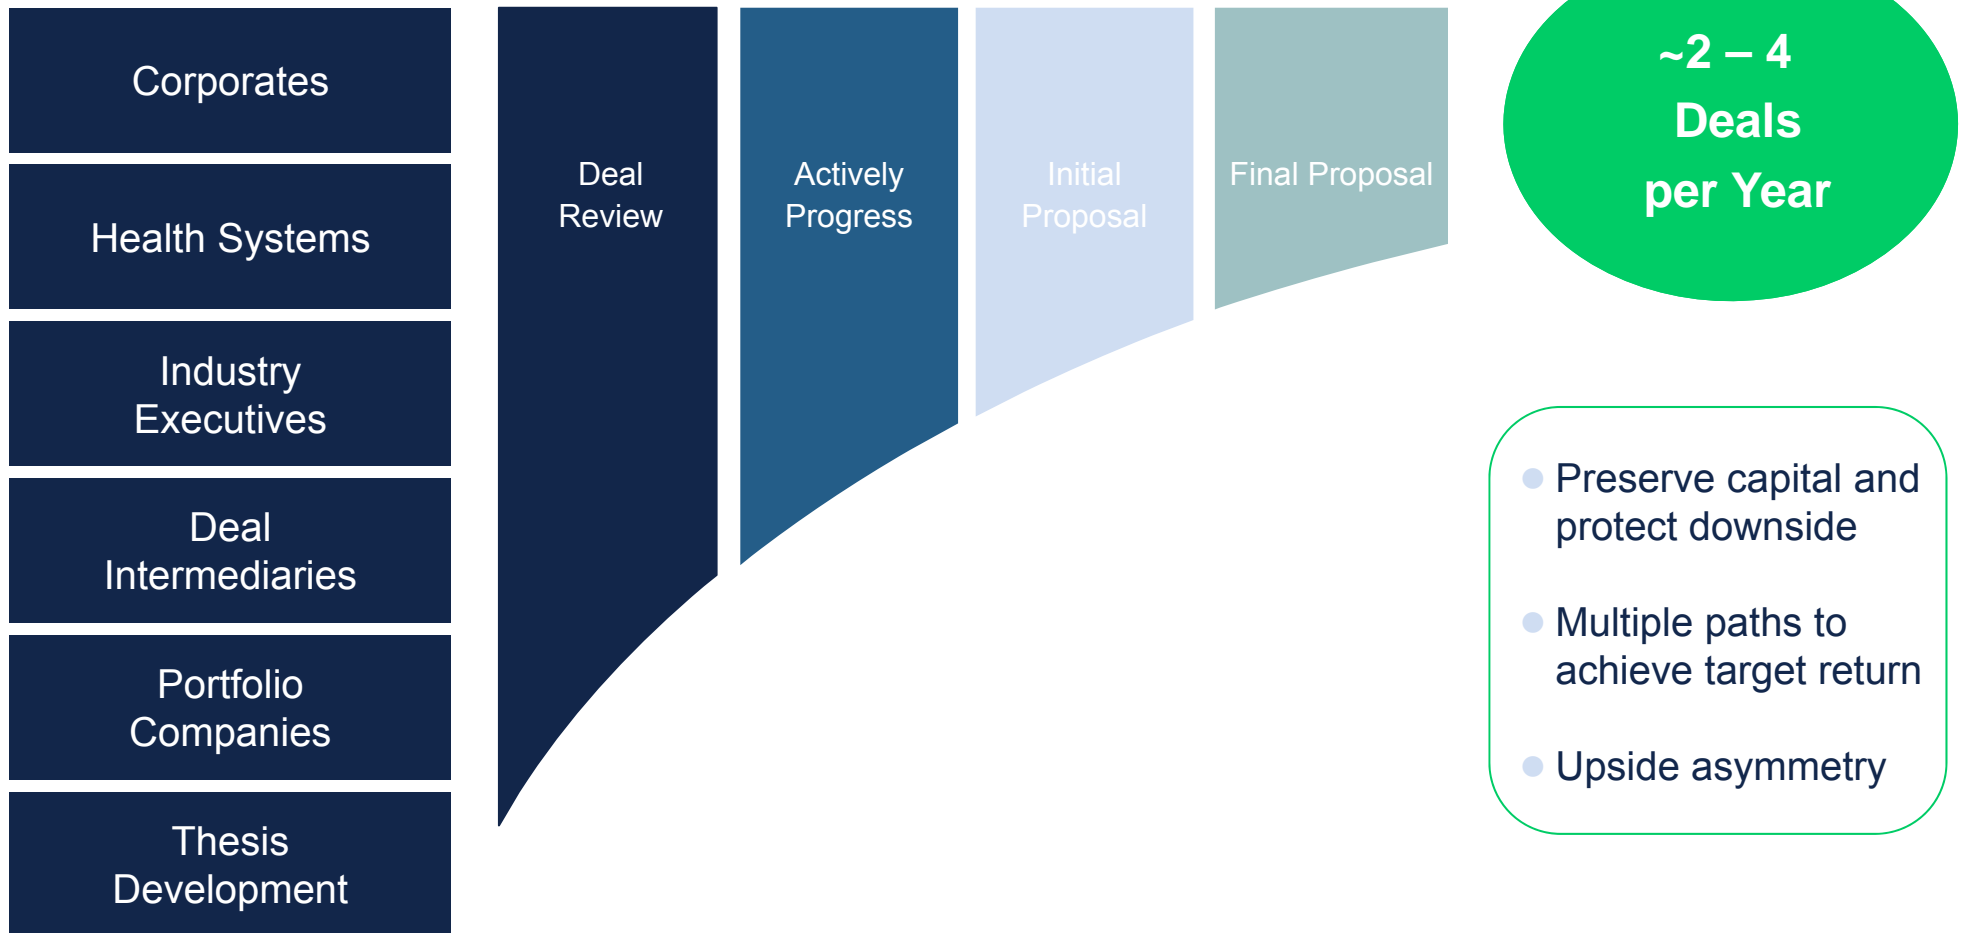 Corporates
Health Systems
Industry
Executives
Deal
Intermediaries
Portfolio
Companies
Thesis
Development
Deal
Review
Actively
Progress
Initial
Proposal
Final Proposal
~2 – 4
Deals
per Year
Preserve capital and
protect downside
Multiple paths to
achieve target return
Upside asymmetry